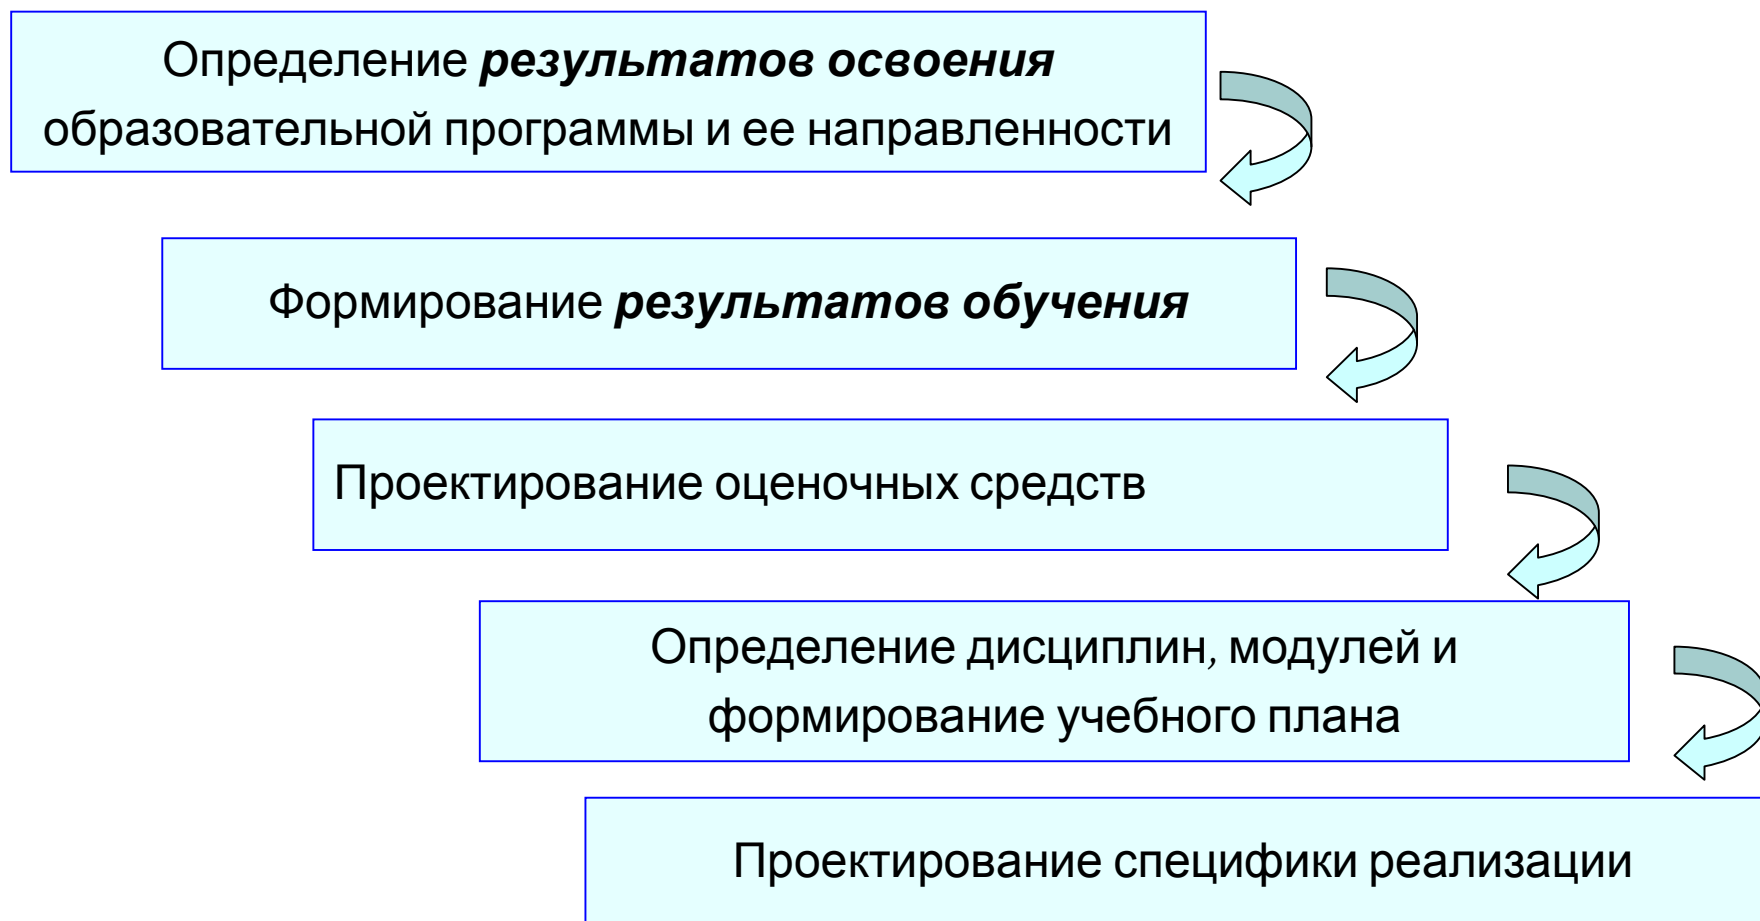 Определение результатов освоения
образовательной программы и ее направленности
Формирование результатов обучения
Проектирование оценочных средств
Определение дисциплин, модулей и
формирование учебного плана
Проектирование специфики реализации